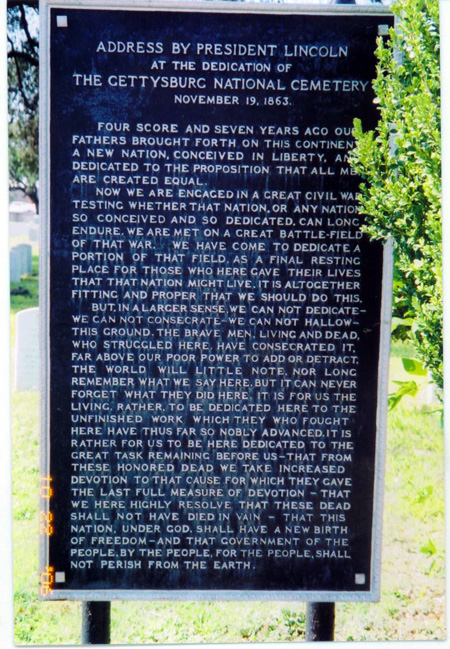 ADDRESS BY PRESIDENT LINCOLN
AT THE DEDICATION OF
THE GETTYSBURG NATIONAL CEMETERY
NOVEMBER 19, 1863.
FOUR SCORE AND SEVEN YEARS AGO OU
FATHERS BROUGHT FORTH ON THIS CONTINEN
A NEW NATION, CONCEIVED IN LIBERTY, AN
DEDICATED TO THE PROPOSITION THAT ALL ME
ARE CREATED EQUAL.
NOW WE ARE ENGAGED IN A GREAT CIVIL WA
TESTING WHETHER THAT NATION, OR ANY NATION
SO CONCEIVED AND SO DEDICATED, CAN LONG
ENDURE. WE ARE MET ON A GREAT BATTLE-FIELD
OF THAT WAR. WE HAVE COME TO DEDICATE A
PORTION OF THAT FIELD, AS A FINAL RESTING
PLACE FOR THOSE WHO HERE GAVE THEIR LIVES
THAT THAT NATION MIGHT LIVE. IT IS ALTOGETHER
FITTING AND PROPER THAT WE SHOULD DO THIS.
BUT, IN A LARGER SENSE, WE CAN NOT DEDICATE-
WE CAN NOT CONSECRATE-WE CAN NOT HALLOW-
THIS GROUND. THE BRAVE MEN, LIVING AND DEAD,
WHO STRUGGLED HERE, HAVE CONSECRATED IT,
FAR ABOVE OUR POOR POWER TO ADD OR DETRACT.
THE WORLD WILL LITTLE NOTE, NOR LONG
REMEMBER WHAT WE SAY HERE, BUT IT CAN NEVER
FORGET WHAT THEY DID HERE. IT IS FOR US THE
LIVING, RATHER, TO BE DEDICATED HERE TO THE
UNFINISHED WORK WHICH THEY WHO FOUGHT
HERE HAVE THUS FAR SO NOBLY ADVANCED. IT IS
RATHER FOR US TO BE HERE DEDICATED TO THE
GREAT TASK REMAINING BEFORE US-THAT FROM
THESE HONORED DEAD WE TAKE INCREASED
DEVOTION TO THAT CAUSE FOR WHICH THEY GAVE
THE LAST FULL MEASURE OF DEVOTION - THAT
WE HERE HIGHLY RESOLVE THAT THESE DEAD
SHALL NOT HAVE DIED IN VAIN - THAT THIS
NATION, UNDER GOD, SHALL HAVE A NEW BIRTH
OF FREEDOM-AND THAT GOVERNMENT OF THE
PEOPLE, BY THE PEOPLE, FOR THE PEOPLE, SHALL
NOT PERISH FROM THE EARTH.